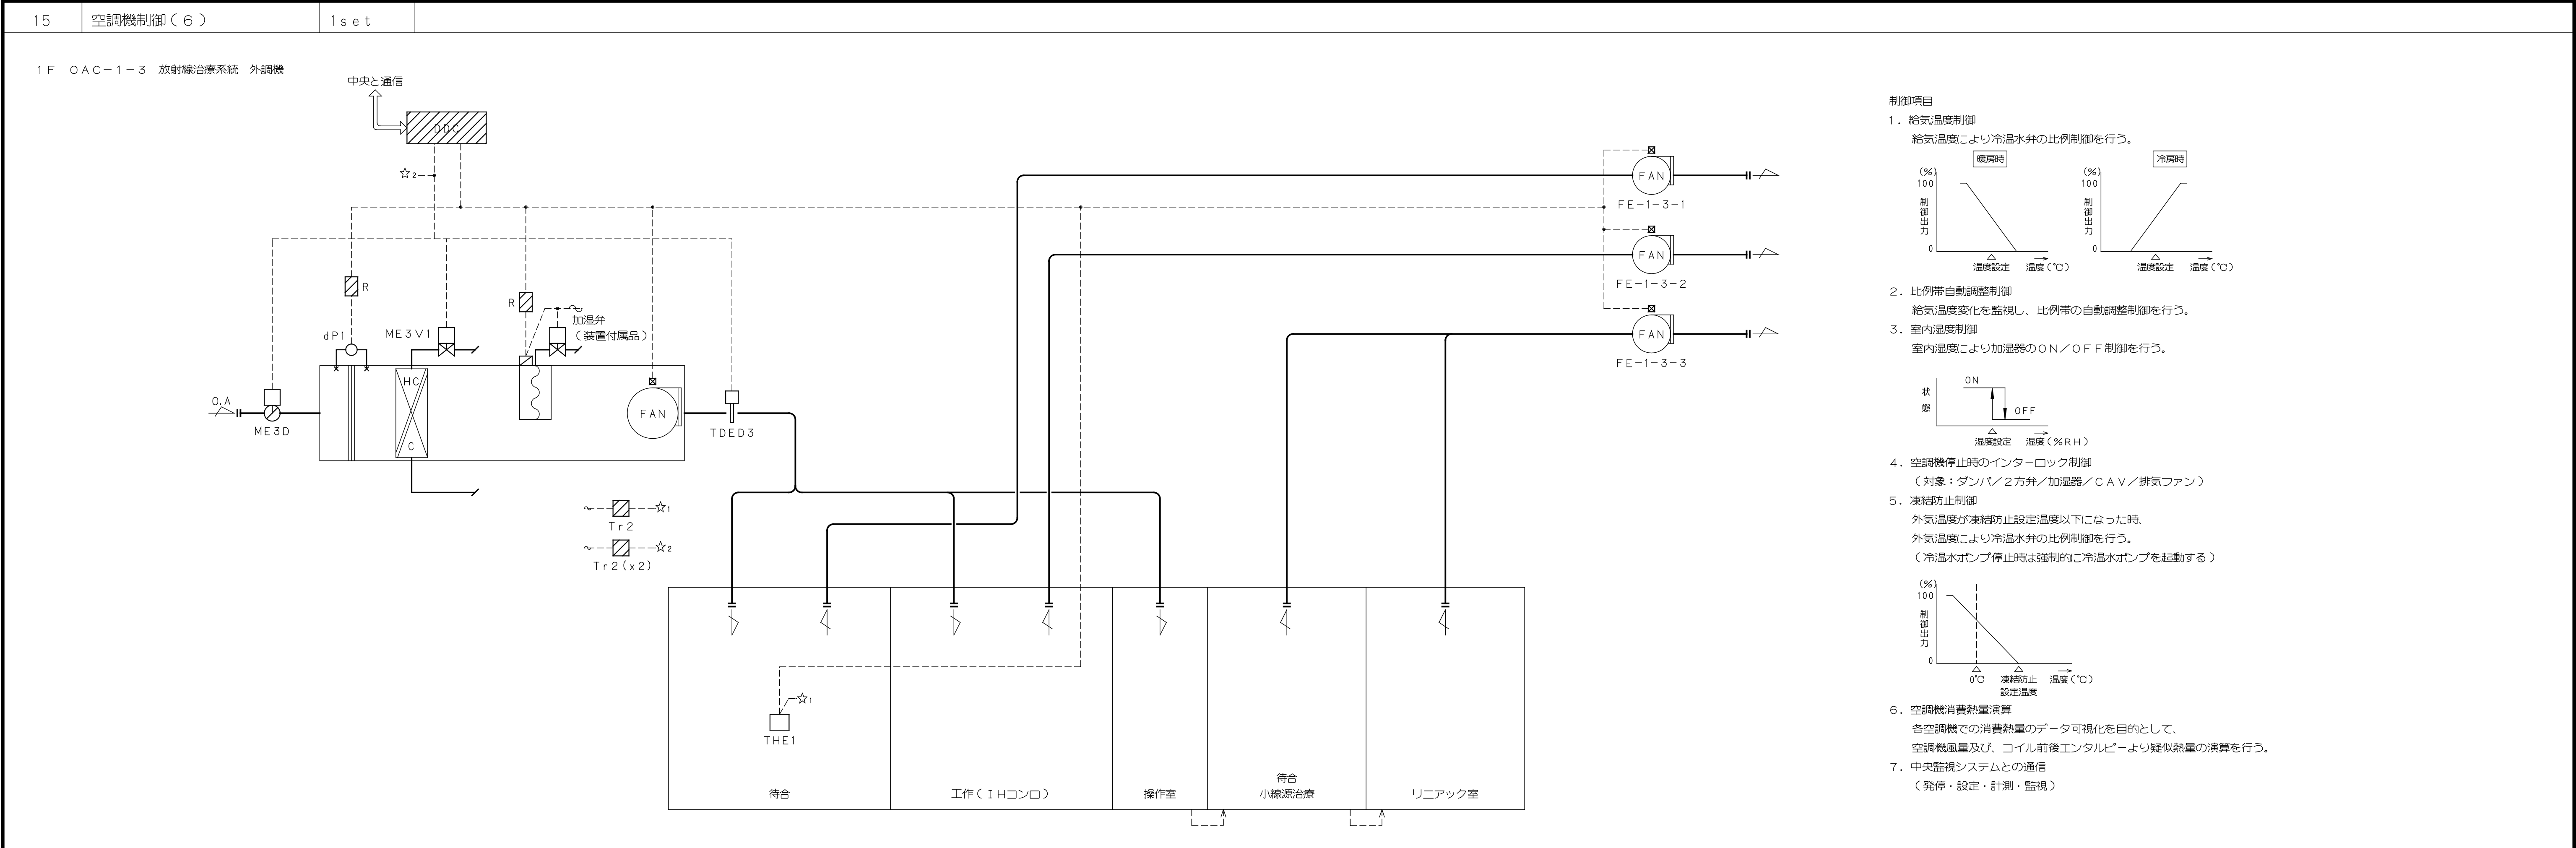 15 空調機制御(6) 1set
1F OAC-1-3 放射線治療系統 外調機
中央と通信
DDC
☆2
R
R
dP1
ME3V1
加湿弁
(装置付属品)
O.A
ME3D
HC
C
FAN
TDED3
FAN
FE-1-3-1
FAN
FE-1-3-2
FAN
FE-1-3-3
☆1
Tr2
☆2
Tr2(x2)
☆1
THE1
待合
工作(IHコンロ)
操作室
待合
小線源治療
リニアック室
制御項目
1.給気温度制御
給気温度により冷温水弁の比例制御を行う。
暖房時
(%)
100
制御出力
0
温度設定 温度(℃)
冷房時
(%)
100
制御出力
0
温度設定 温度(℃)
2.比例帯自動調整制御
給気温度変化を監視し、比例帯の自動調整制御を行う。
3.室内湿度制御
室内湿度により加湿器のON/OFF制御を行う。
状態
ON
OFF
湿度設定 湿度(%RH)
4.空調機停止時のインターロック制御
(対象:ダンパ/2方弁/加湿器/CAV/排気ファン)
5.凍結防止制御
外気温度が凍結防止設定温度以下になった時、
外気温度により冷温水弁の比例制御を行う。
(冷温水ポンプ停止時は強制的に冷温水ポンプを起動する)
(%)
100
制御出力
0
0℃ 凍結防止 温度(℃)
設定温度
6.空調機消費熱量演算
各空調機での消費熱量のデータ可視化を目的として、
空調機風量及び、コイル前後エンタルピーより疑似熱量の演算を行う。
7.中央監視システムとの通信
(発停・設定・計測・監視)